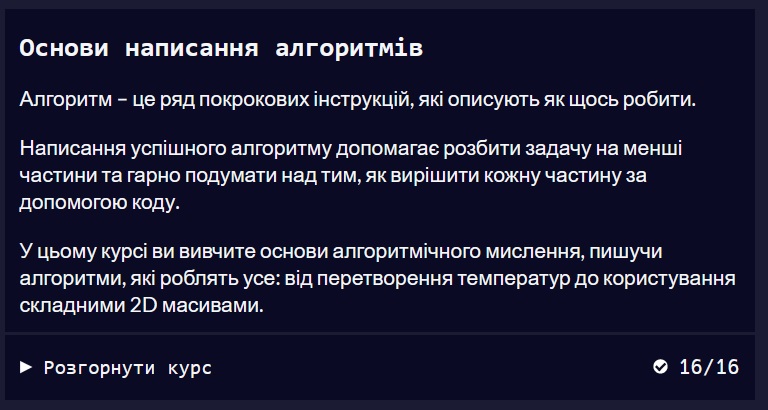 Основи написання алгоритмів
Алгоритм – це ряд покрокових інструкцій, які описують як щось робити.
Написання успішного алгоритму допомагає розбити задачу на менші
частини та гарно подумати над тим, як вирішити кожну частину за
допомогою коду.
У цьому курсі ви вивчите основи алгоритмічного мислення, пишучи
алгоритми, які роблять усе: від перетворення температур до користування
складними 2D масивами.
Розгорнути курс 16/16